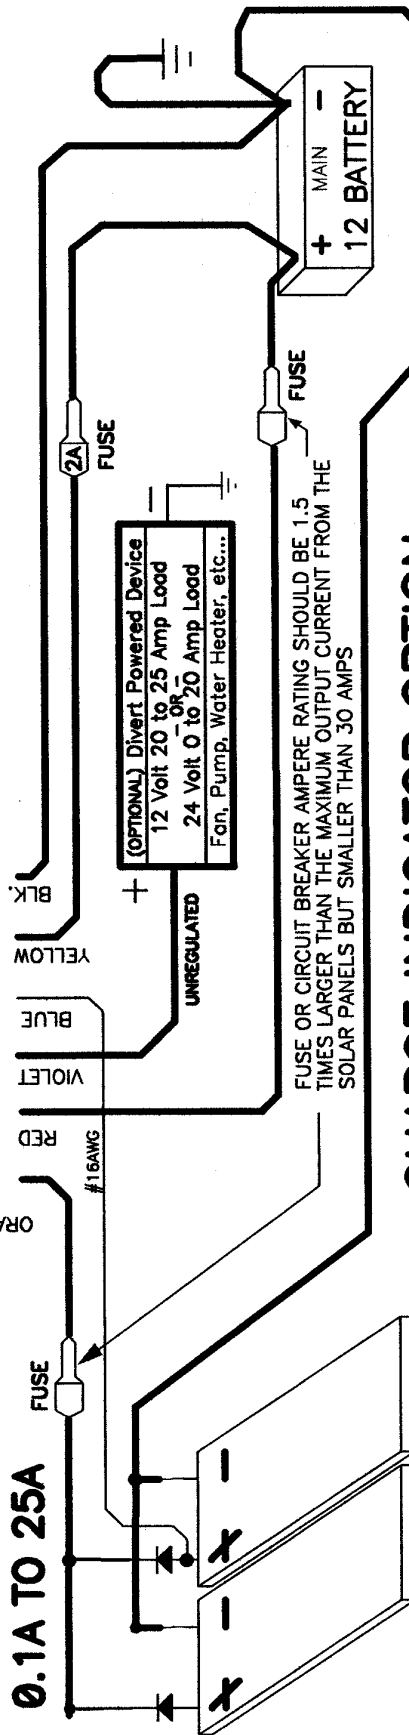 0.1A TO 25A
FUSE
ORA
RED
#16AWG
VIOLET
BLUE
YELLOW
BLK.
UNREGULATED
+
(OPTIONAL) Divert Powered Device
12 Volt 20 to 25 Amp Load
– OR –
24 Volt 0 to 20 Amp Load
Fan, Pump, Water Heater, etc...
–
2A
FUSE
FUSE
FUSE OR CIRCUIT BREAKER AMPERE RATING SHOULD BE 1.5
TIMES LARGER THAN THE MAXIMUM OUTPUT CURRENT FROM THE
SOLAR PANELS BUT SMALLER THAN 30 AMPS
+ MAIN –
12 BATTERY
+ –
+ –
CHARGE INDICATOR OPTION